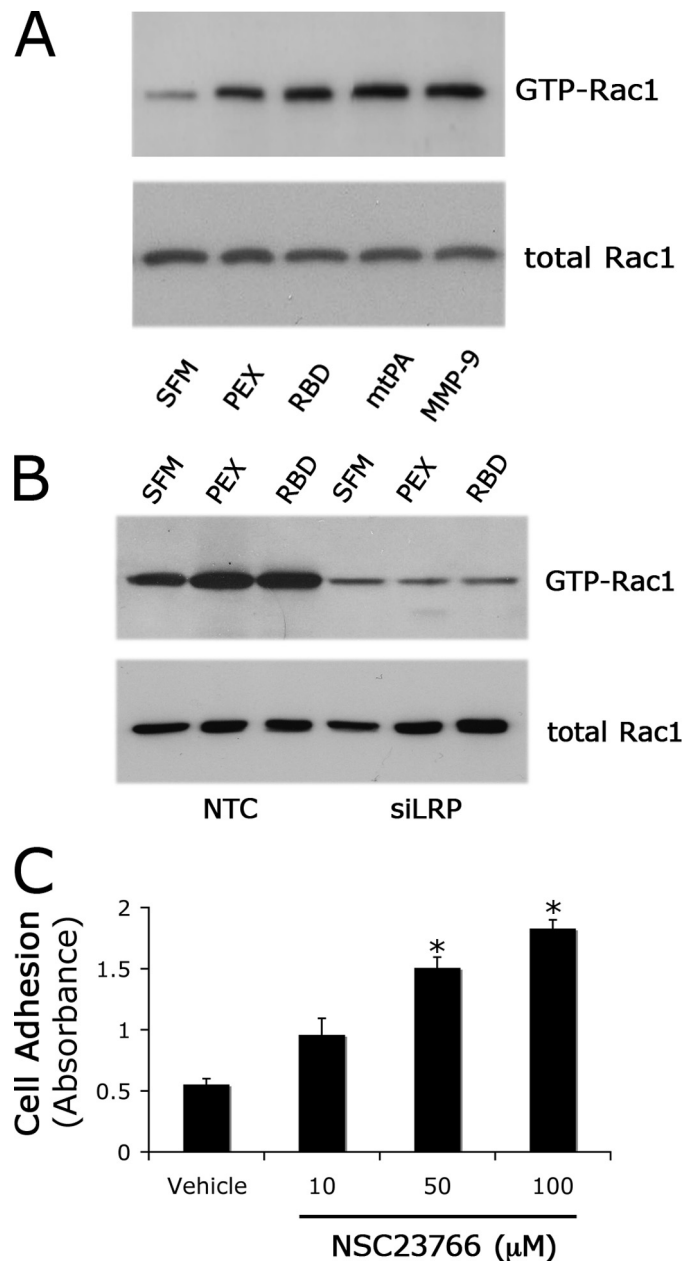 A
GTP-Rac1
total Rac1
SFM PEX RBD mtPA MMP-9
B
SFM PEX RBD SFM PEX RBD
GTP-Rac1
total Rac1
NTC siLRP
C
Cell Adhesion
(Absorbance)
2
1.5
1
0.5
0
*
*
Vehicle 10 50 100
NSC23766 (μM)